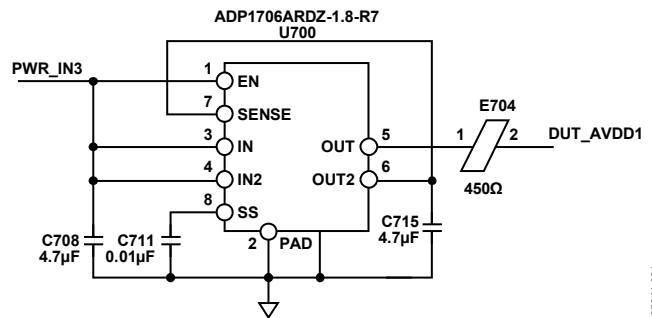 ADP1706ARDZ-1.8-R7
U700
PWR_IN3
1
EN
7
SENSE
3
IN
4
IN2
8
SS
2
PAD
OUT
5
OUT2
6
E704
1
2
DUT_AVDD1
450Ω
C708
4.7µF
C711
0.01µF
C715
4.7µF